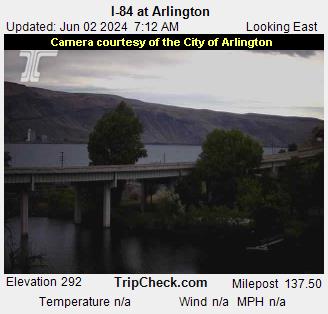 I-84 at Arlington
Updated: Jun 02 2024 7:12 AM Looking East
Camera courtesy of the City of Arlington
Elevation 292 TripCheck.com Milepost 137.50
Temperature n/a Wind n/a MPH n/a